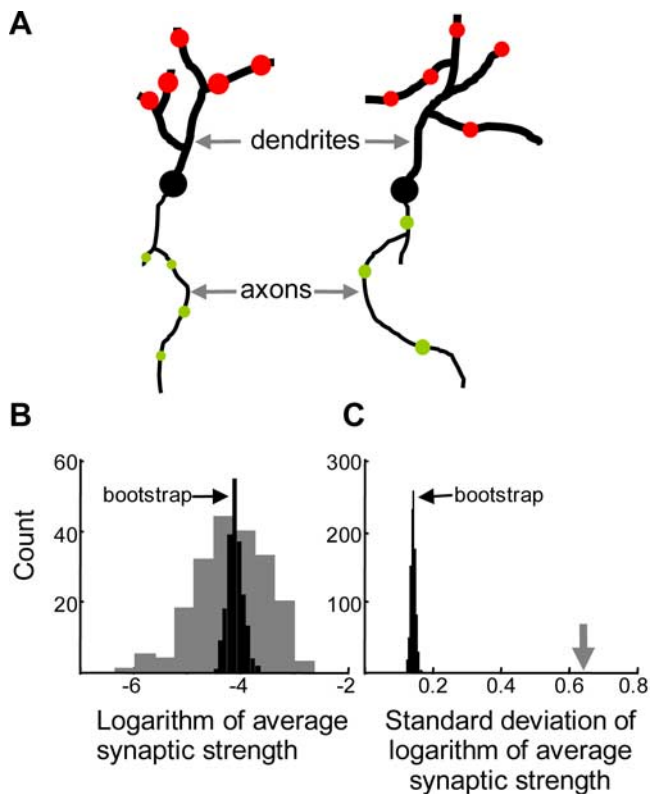 A
dendrites
axons
B
C
60
40
20
Count
bootstrap
-6
-4
-2
Logarithm of average
synaptic strength
300
200
100
bootstrap
0.2
0.4
0.6
0.8
Standard deviation of
logarithm of average
synaptic strength